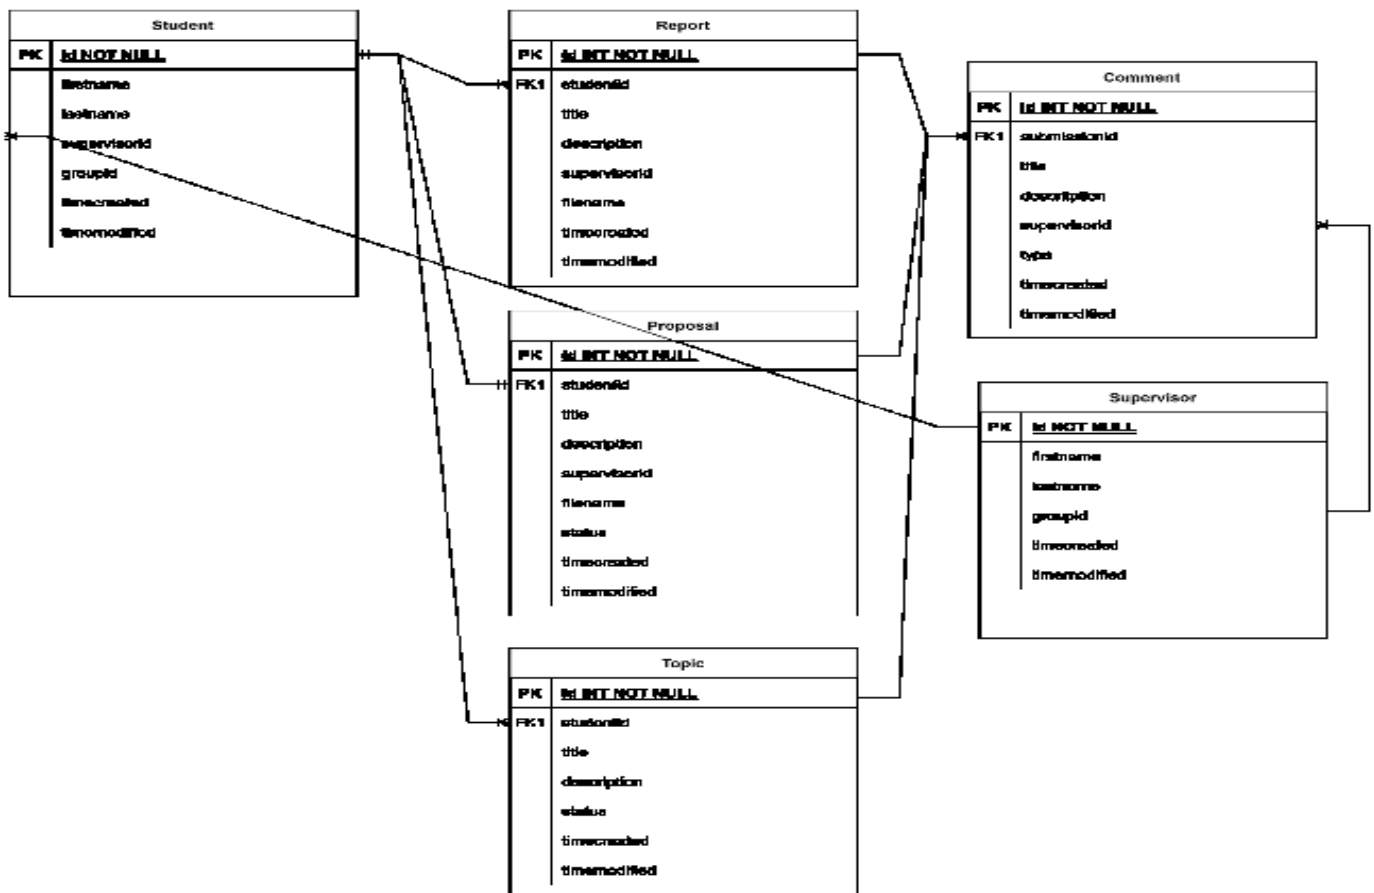 Student
PK Id NOT NULL
firstname
lastname
supervisorid
groupid
timecreated
timemodified
Report
PK Id INT NOT NULL
FK1 studentid
title
description
supervisorid
filename
timecreated
timemodified
Comment
PK Id INT NOT NULL
FK1 submissionid
title
description
supervisorid
type
timecreated
timemodified
Proposal
PK Id INT NOT NULL
FK1 studentid
title
description
supervisorid
filename
status
timecreated
timemodified
Supervisor
PK Id NOT NULL
firstname
lastname
groupid
timecreated
timemodified
Topic
PK Id INT NOT NULL
FK1 studentid
title
description
status
timecreated
timemodified